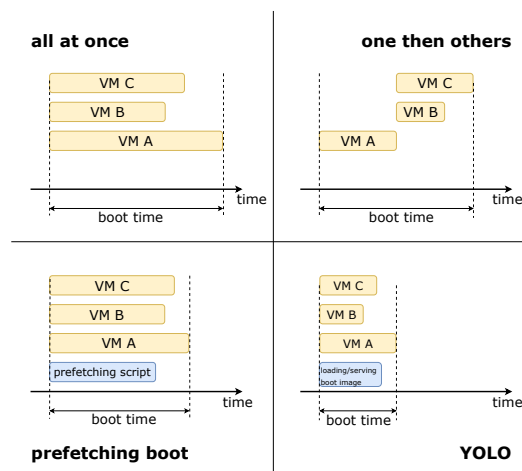 all at once
VM C
VM B
VM A
time
boot time
one then others
VM C
VM B
VM A
time
boot time
VM C
VM B
VM A
prefetching script
time
boot time
prefetching boot
VM C
VM B
VM A
loading/serving
boot image
time
boot time
YOLO